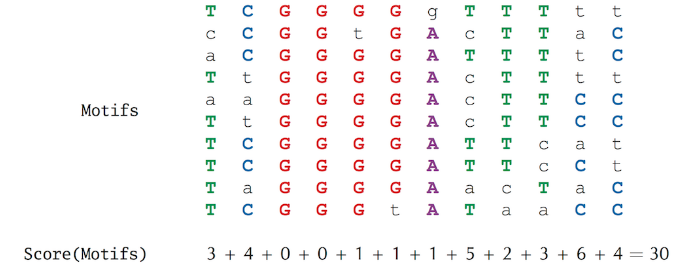 T C G G G G g T T T t t
c C G G t G A c T T a C
a C G G G G A T T T t C
T t G G G G A c T T t t
Motifs a a G G G G A c T T C C
T t G G G G A c T T C C
T C G G G G A T T c a t
T C G G G G A T T c C t
T a G G G G A a c T a C
T C G G G t A T a a C C
Score(Motifs) 3 + 4 + 0 + 0 + 1 + 1 + 1 + 5 + 2 + 3 + 6 + 4 = 30